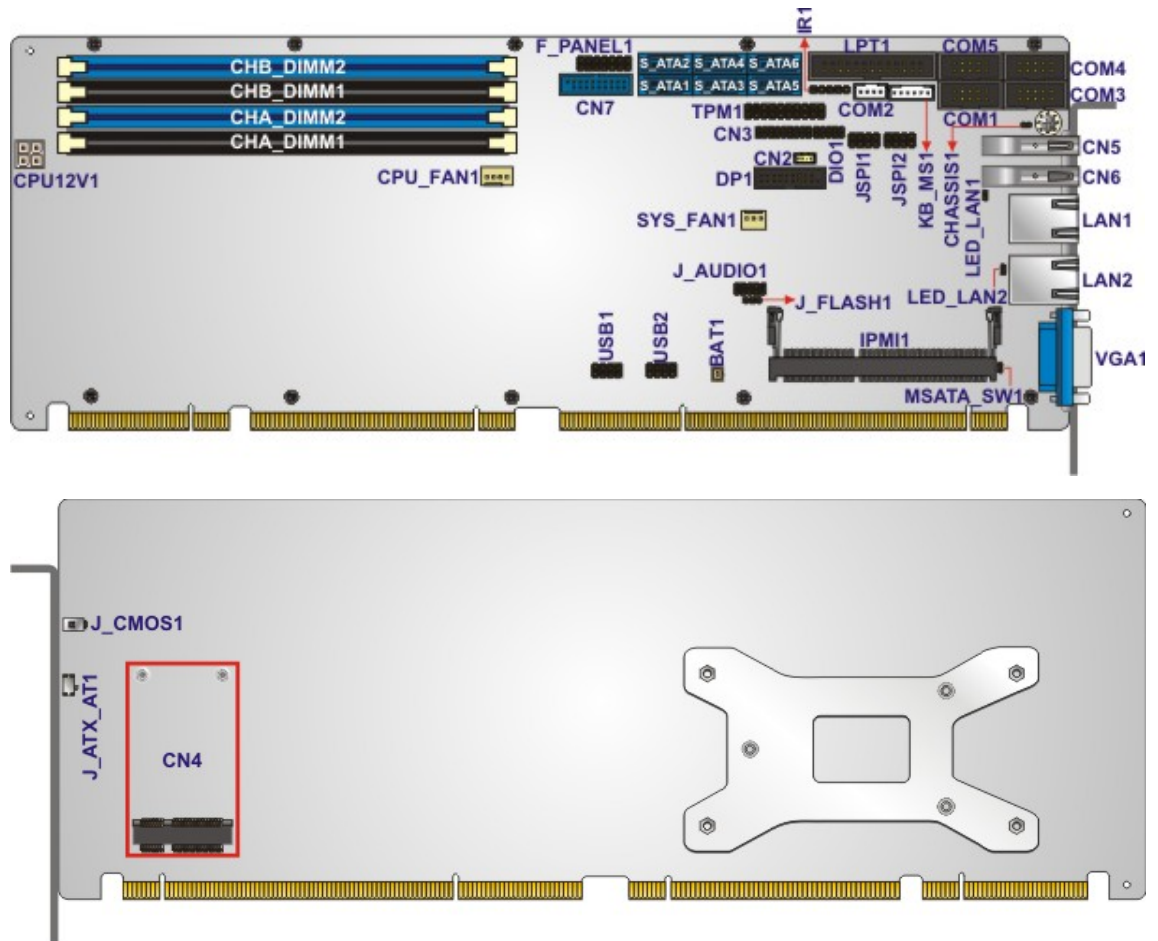 IR1
F_PANEL1
LPT1
COM5
CHB_DIMM2
S_ATA2 S_ATA4 S_ATA6
COM4
CHB_DIMM1
S_ATA1 S_ATA3 S_ATA5
COM3
CN7
TPM1
COM2
COM1
CHA_DIMM2
CN3
CHA_DIMM1
CN5
CN2
DIO1
JSPI1
JSPI2
KB_MS1
CHASSIS1
LED_LAN1
CPU12V1
CPU_FAN1
DP1
CN6
SYS_FAN1
LAN1
J_AUDIO1
LAN2
J_FLASH1
LED_LAN2
USB1
USB2
BAT1
IPMI1
VGA1
MSATA_SW1
J_CMOS1
J_ATX_AT1
CN4